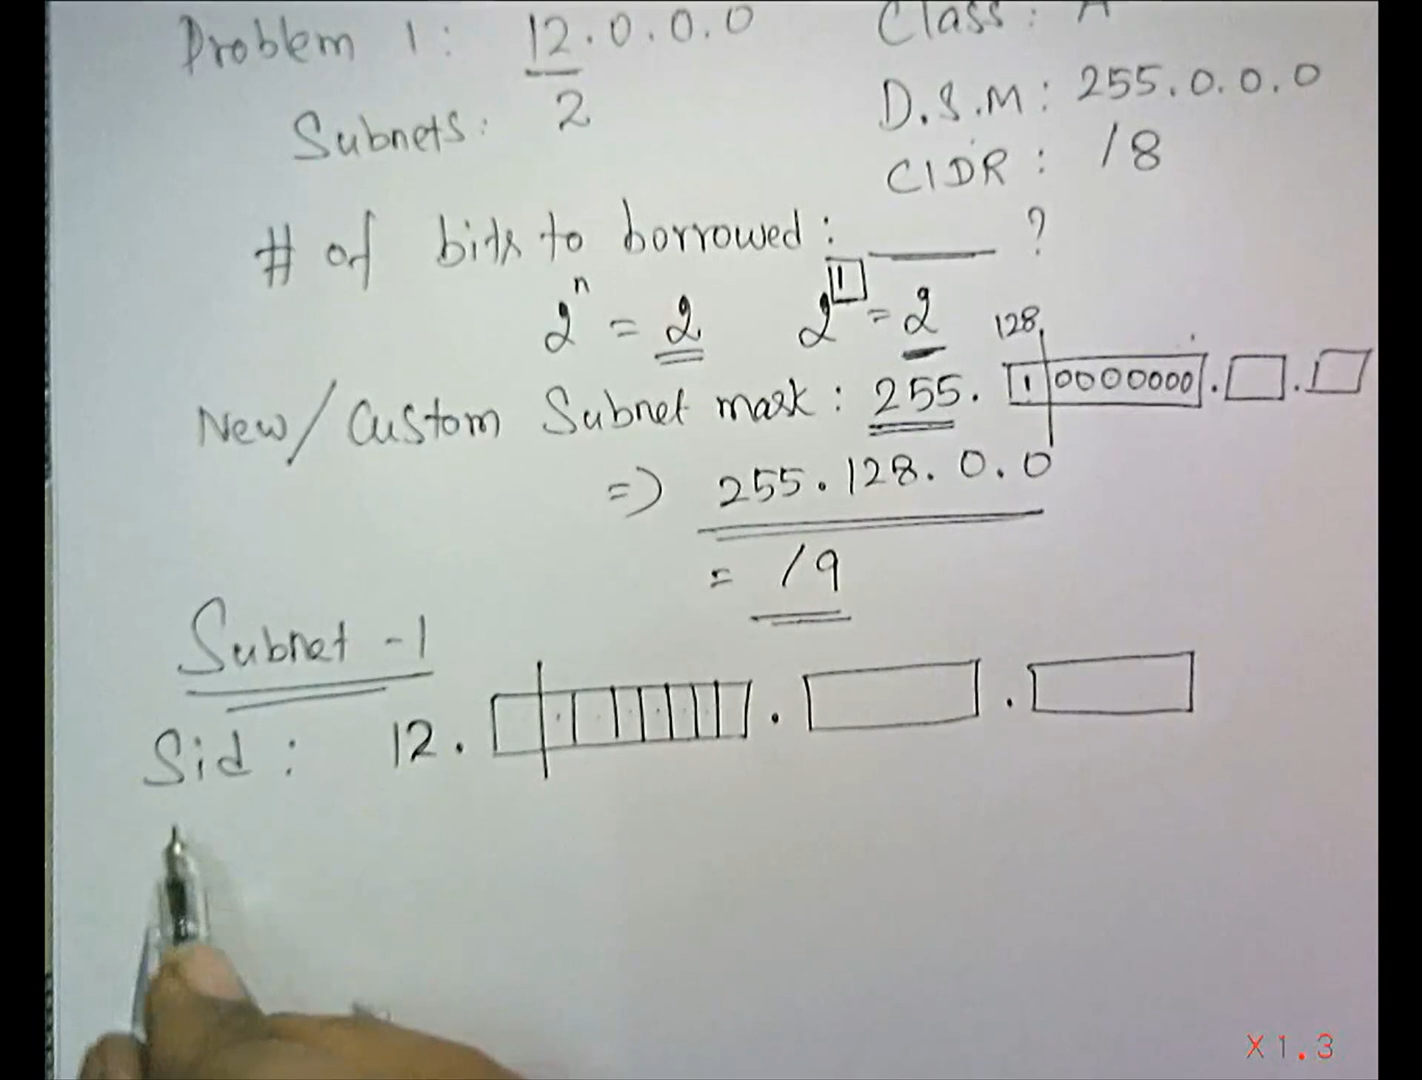 Problem 1: 12.0.0.0 Class: A
Subnets: 2 D.S.M: 255.0.0.0
CIDR: /8
# of bits to borrowed: ____ ?
2^n = 2 2^1 = 2 128
New/Custom Subnet mask: 255. 1 0000000 . .
=> 255.128.0.0
= /9
Subnet-1
Sid: 12. . .
X1.3